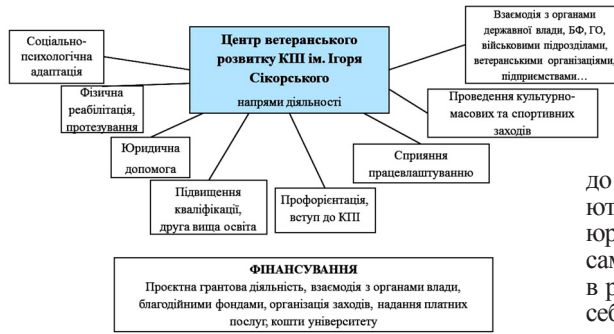 Соціально-
психологічна
адаптація
Центр ветеранського
розвитку КПІ ім. Ігоря
Сікорського
напрями діяльності
Взаємодія з органами
державної влади, БФ, ГО,
військовими підрозділами,
ветеранськими організаціями,
підприємствами…
Фізична
реабілітація,
протезування
Проведення культурно-
масових та спортивних
заходів
Юридична
допомога
Сприяння
працевлаштуванню
Підвищення
кваліфікації,
друга вища освіта
Профорієнтація,
вступ до КПІ
ФІНАНСУВАННЯ
Проєктна грантова діяльність, взаємодія з органами влади,
благодійними фондами, організація заходів, надання платних
послуг, кошти університету
до
ют
юр
сам
в р
себ